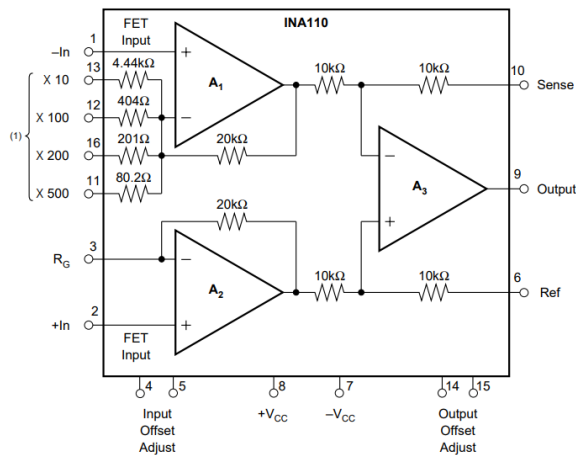 INA110
FET
Input
1
–In
13
X 10
4.44kΩ
12
X 100
404Ω
(1)
16
X 200
201Ω
11
X 500
80.2Ω
+
–
A1
20kΩ
10kΩ
10kΩ
10
Sense
–
+
A3
9
Output
20kΩ
3
RG
–
+
A2
10kΩ
10kΩ
6
Ref
2
+In
FET
Input
4
5
8
7
14
15
Input
Offset
Adjust
+VCC
–VCC
Output
Offset
Adjust